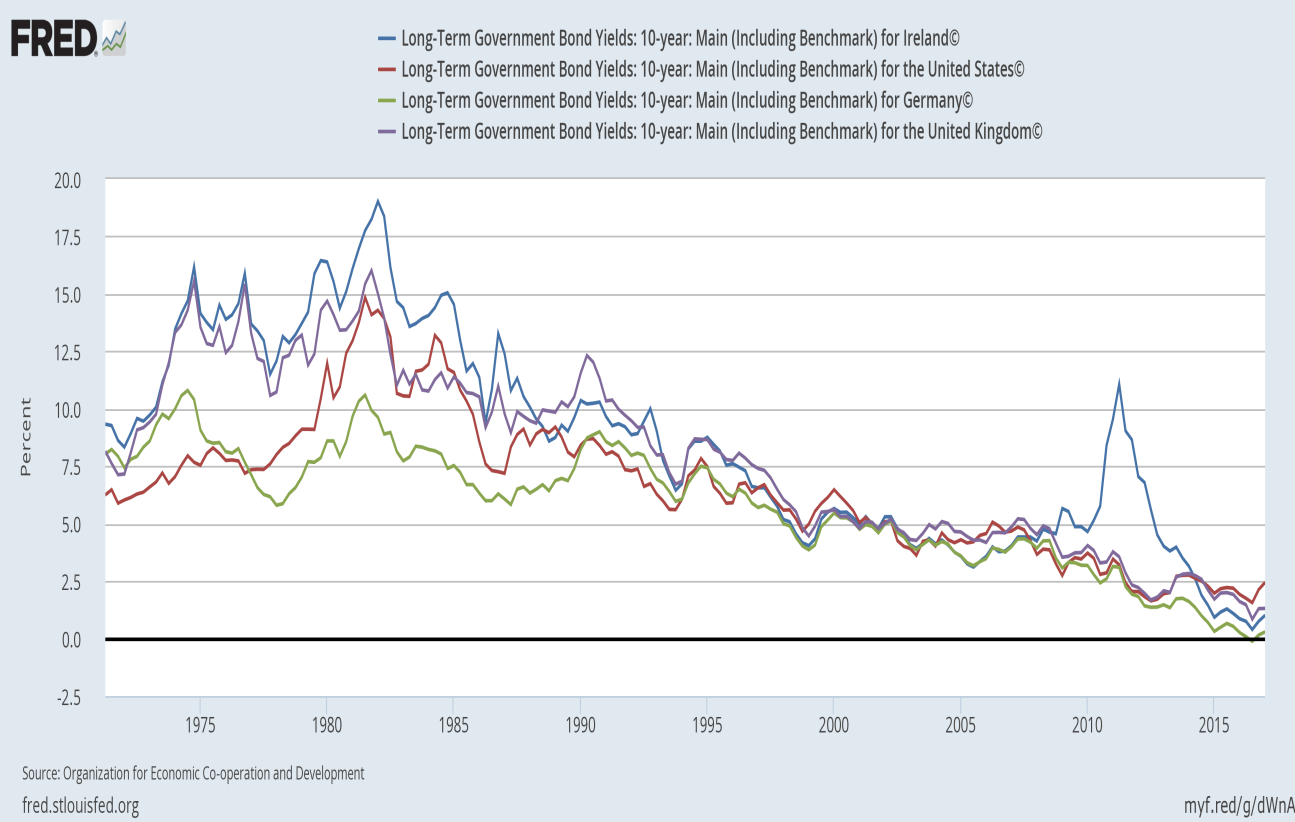 FRED
Long-Term Government Bond Yields: 10-year: Main (Including Benchmark) for Ireland©
Long-Term Government Bond Yields: 10-year: Main (Including Benchmark) for the United States©
Long-Term Government Bond Yields: 10-year: Main (Including Benchmark) for Germany©
Long-Term Government Bond Yields: 10-year: Main (Including Benchmark) for the United Kingdom©
20.0
17.5
15.0
12.5
10.0
7.5
5.0
2.5
0.0
-2.5
Percent
1975 1980 1985 1990 1995 2000 2005 2010 2015
Source: Organization for Economic Co-operation and Development
fred.stlouisfed.org myf.red/g/dWnA